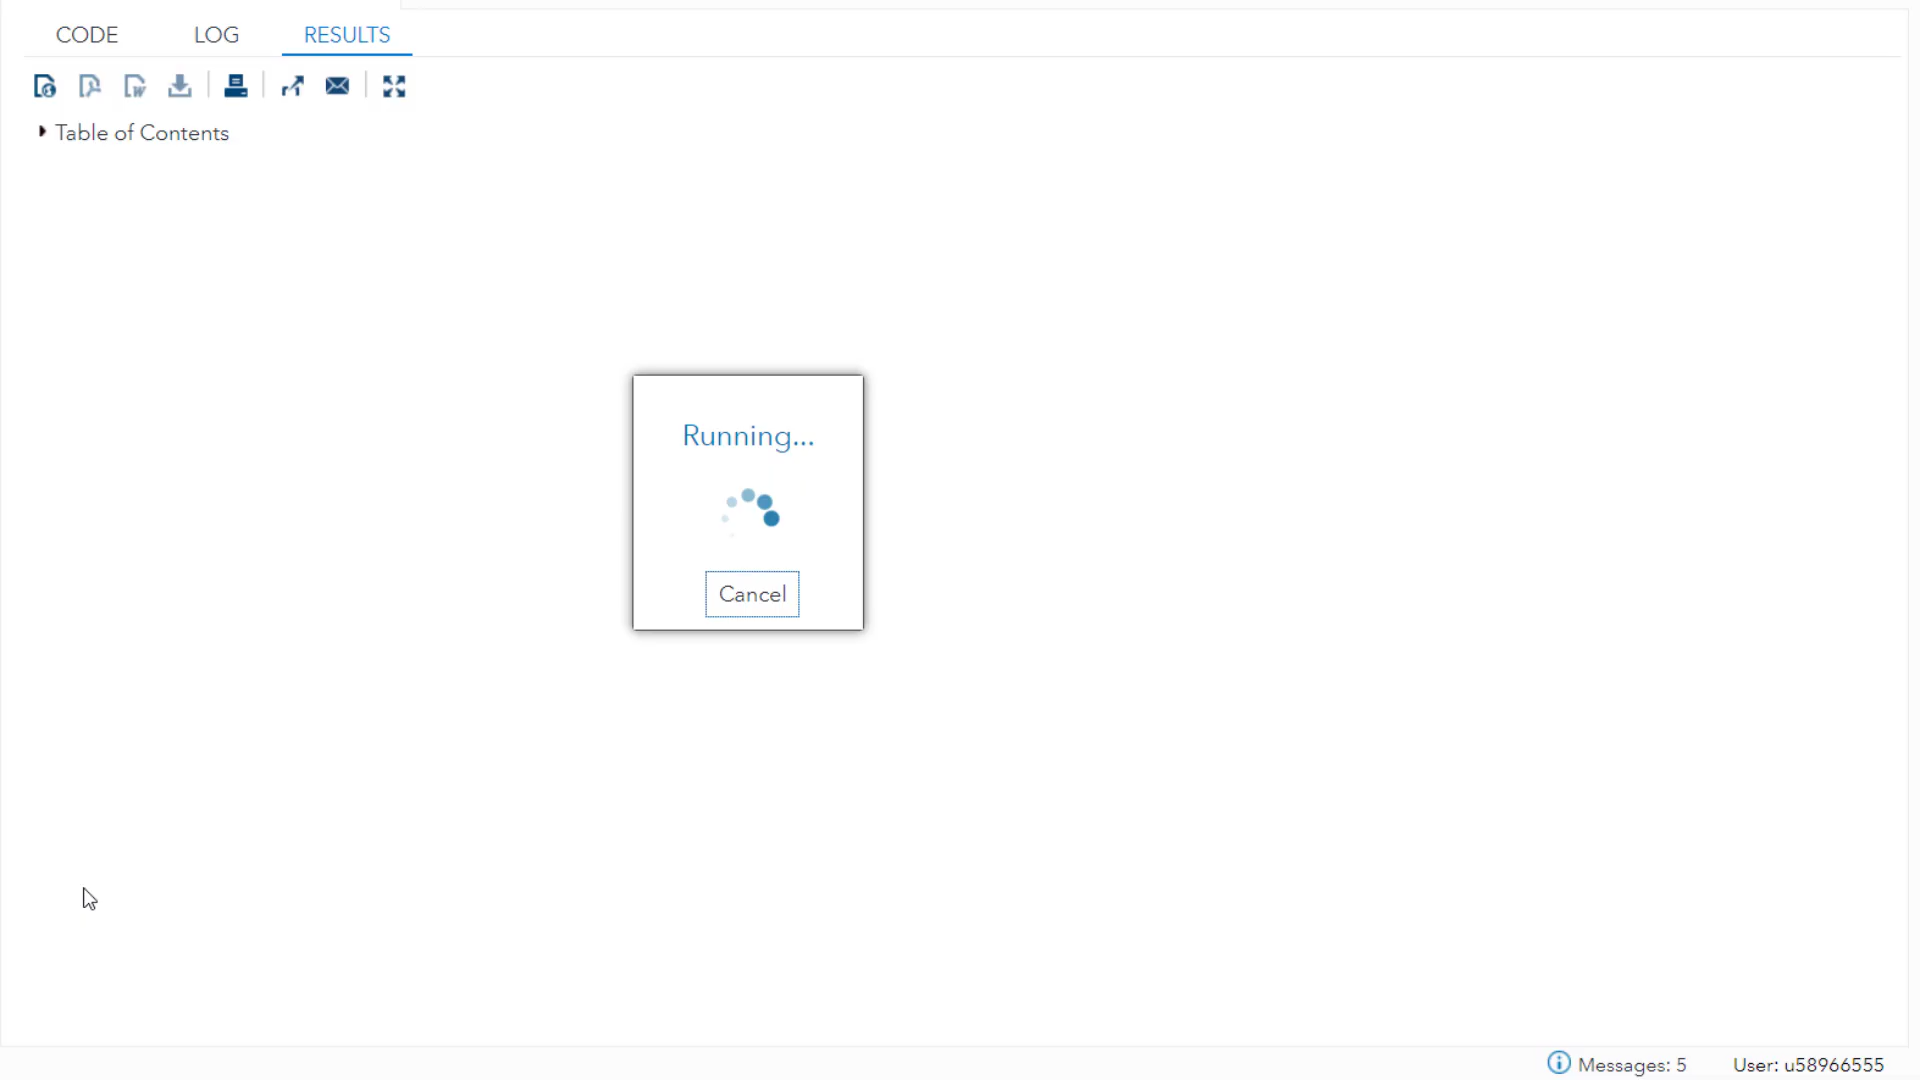 CODE LOG RESULTS
Table of Contents
Running...
Cancel
Messages: 5 User: u58966555